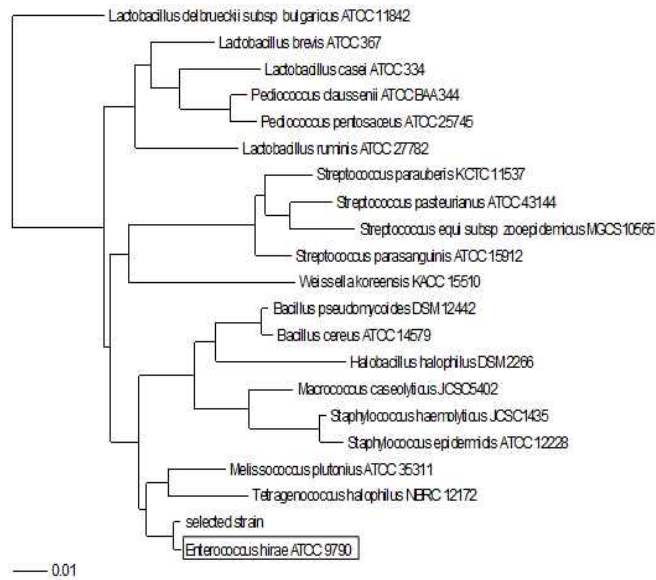 Lactobacillus delbrueckii subsp bulgaricus ATCC 11842
Lactobacillus brevis ATCC 367
Lactobacillus casei ATCC 334
Pediococcus claussenii ATCC BAA 344
Pediococcus pentosaceus ATCC 25745
Lactobacillus ruminis ATCC 27782
Streptococcus parauberis KCTC 11537
Streptococcus pasteurianus ATCC 43144
Streptococcus equi subsp zooepidemicus MGCS10565
Streptococcus parasanguinis ATCC 15912
Weissella koreensis KACC 15510
Bacillus pseudomycoides DSM 12442
Bacillus cereus ATCC 14579
Halobacillus halophilus DSM 2266
Macrococcus caseolyticus JCSC5402
Staphylococcus haemolyticus JCSC1435
Staphylococcus epidermidis ATCC 12228
Melissococcus plutonius ATCC 35311
Tetragenococcus halophilus NBRC 12172
selected strain
Enterococcus hirae ATCC 9790
0.01